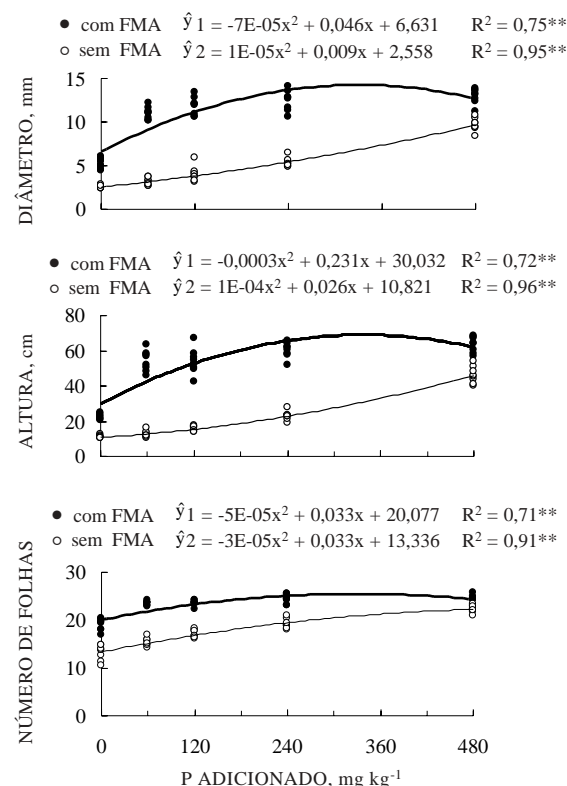 ● com FMA ŷ1 = -7E-05x² + 0,046x + 6,631 R² = 0,75**
○ sem FMA ŷ2 = 1E-05x² + 0,009x + 2,558 R² = 0,95**
DIÂMETRO, mm
15
10
5
0
● com FMA ŷ1 = -0,0003x² + 0,231x + 30,032 R² = 0,72**
○ sem FMA ŷ2 = 1E-04x² + 0,026x + 10,821 R² = 0,96**
ALTURA, cm
80
60
40
20
0
● com FMA ŷ1 = -5E-05x² + 0,033x + 20,077 R² = 0,71**
○ sem FMA ŷ2 = -3E-05x² + 0,033x + 13,336 R² = 0,91**
NÚMERO DE FOLHAS
30
20
10
0
0 120 240 360 480
P ADICIONADO, mg kg⁻¹